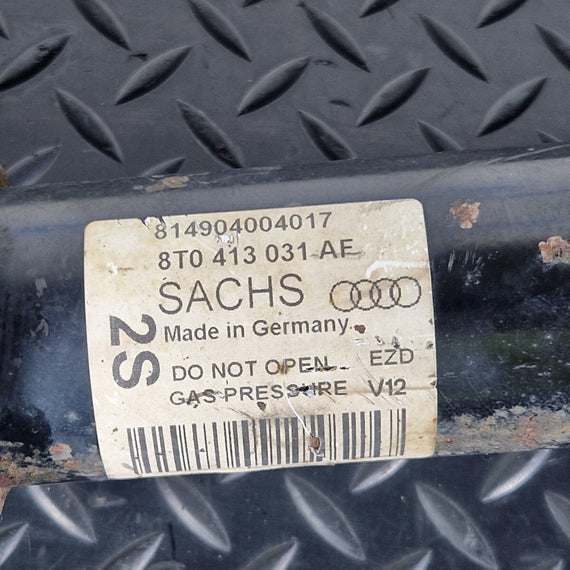 814904004017
8T0 413 031 AF
SACHS
Made in Germany
2S
DO NOT OPEN EZD
GAS PRESSURE V12